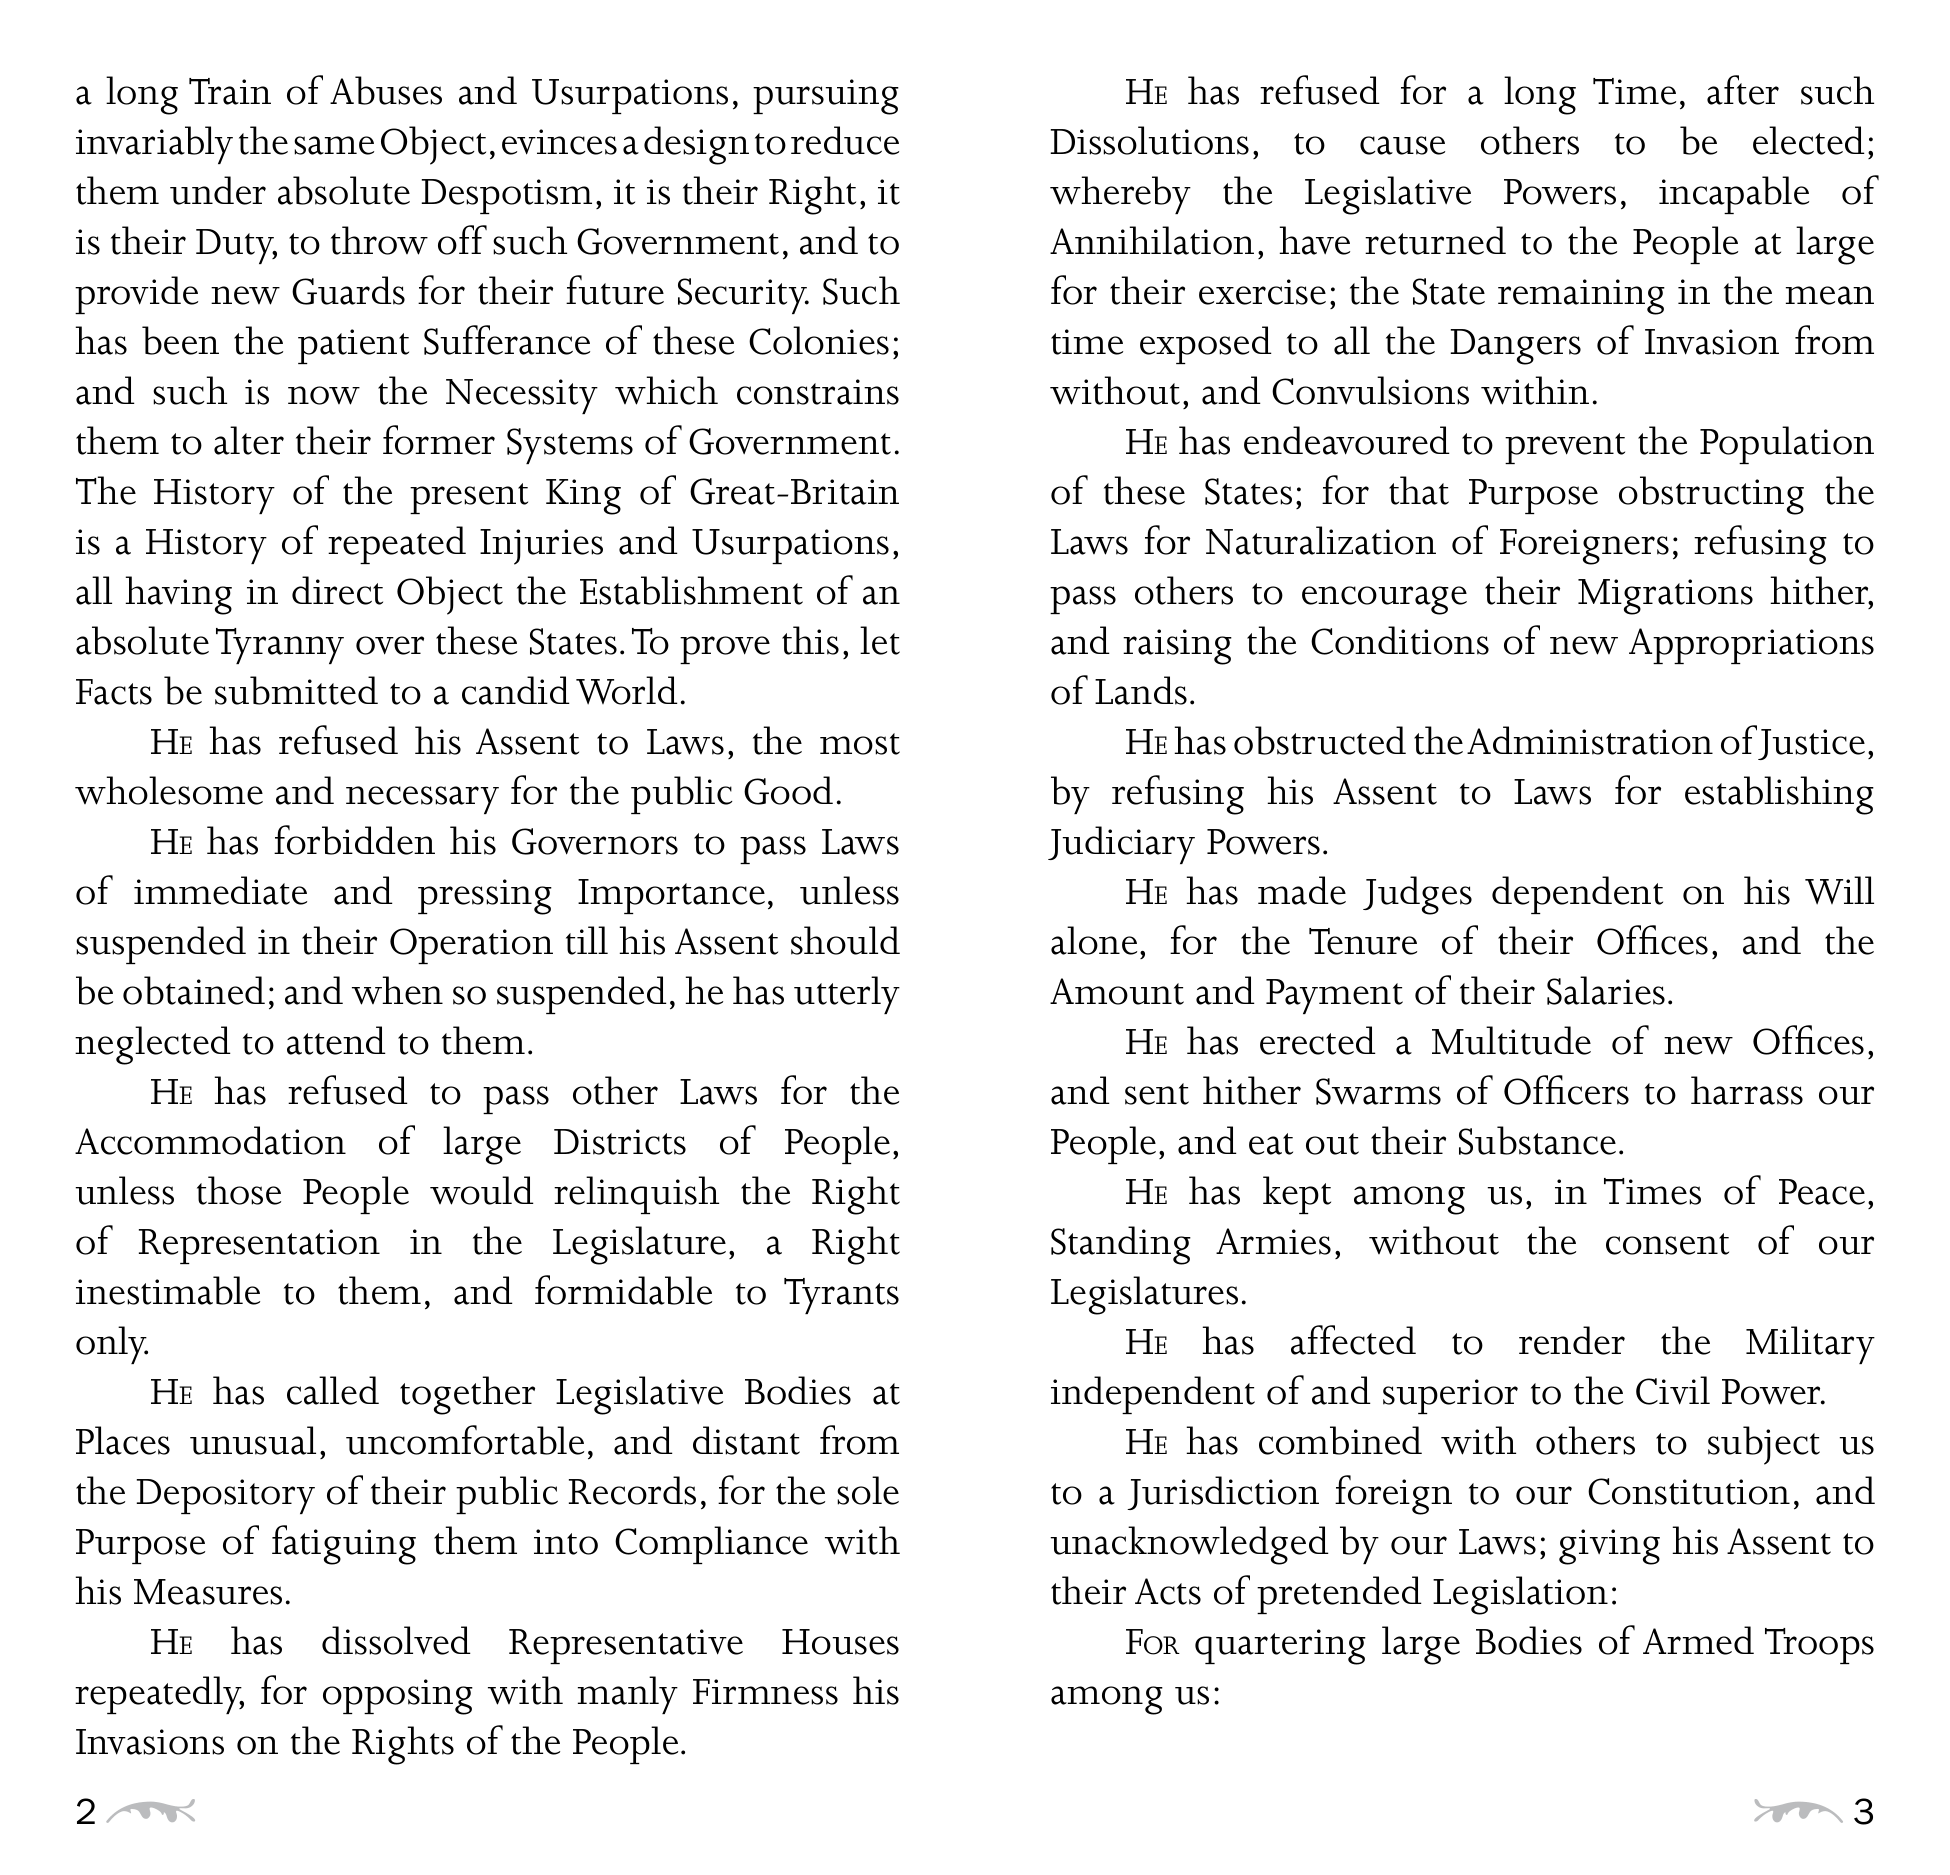 a long Train of Abuses and Usurpations, pursuing
invariably the same Object, evinces a design to reduce
them under absolute Despotism, it is their Right, it
is their Duty, to throw off such Government, and to
provide new Guards for their future Security. Such
has been the patient Sufferance of these Colonies;
and such is now the Necessity which constrains
them to alter their former Systems of Government.
The History of the present King of Great-Britain
is a History of repeated Injuries and Usurpations,
all having in direct Object the Establishment of an
absolute Tyranny over these States. To prove this, let
Facts be submitted to a candid World.
HE has refused his Assent to Laws, the most
wholesome and necessary for the public Good.
HE has forbidden his Governors to pass Laws
of immediate and pressing Importance, unless
suspended in their Operation till his Assent should
be obtained; and when so suspended, he has utterly
neglected to attend to them.
HE has refused to pass other Laws for the
Accommodation of large Districts of People,
unless those People would relinquish the Right
of Representation in the Legislature, a Right
inestimable to them, and formidable to Tyrants
only.
HE has called together Legislative Bodies at
Places unusual, uncomfortable, and distant from
the Depository of their public Records, for the sole
Purpose of fatiguing them into Compliance with
his Measures.
HE has dissolved Representative Houses
repeatedly, for opposing with manly Firmness his
Invasions on the Rights of the People.
2
HE has refused for a long Time, after such
Dissolutions, to cause others to be elected;
whereby the Legislative Powers, incapable of
Annihilation, have returned to the People at large
for their exercise; the State remaining in the mean
time exposed to all the Dangers of Invasion from
without, and Convulsions within.
HE has endeavoured to prevent the Population
of these States; for that Purpose obstructing the
Laws for Naturalization of Foreigners; refusing to
pass others to encourage their Migrations hither,
and raising the Conditions of new Appropriations
of Lands.
HE has obstructed the Administration of Justice,
by refusing his Assent to Laws for establishing
Judiciary Powers.
HE has made Judges dependent on his Will
alone, for the Tenure of their Offices, and the
Amount and Payment of their Salaries.
HE has erected a Multitude of new Offices,
and sent hither Swarms of Officers to harrass our
People, and eat out their Substance.
HE has kept among us, in Times of Peace,
Standing Armies, without the consent of our
Legislatures.
HE has affected to render the Military
independent of and superior to the Civil Power.
HE has combined with others to subject us
to a Jurisdiction foreign to our Constitution, and
unacknowledged by our Laws; giving his Assent to
their Acts of pretended Legislation:
FOR quartering large Bodies of Armed Troops
among us:
3